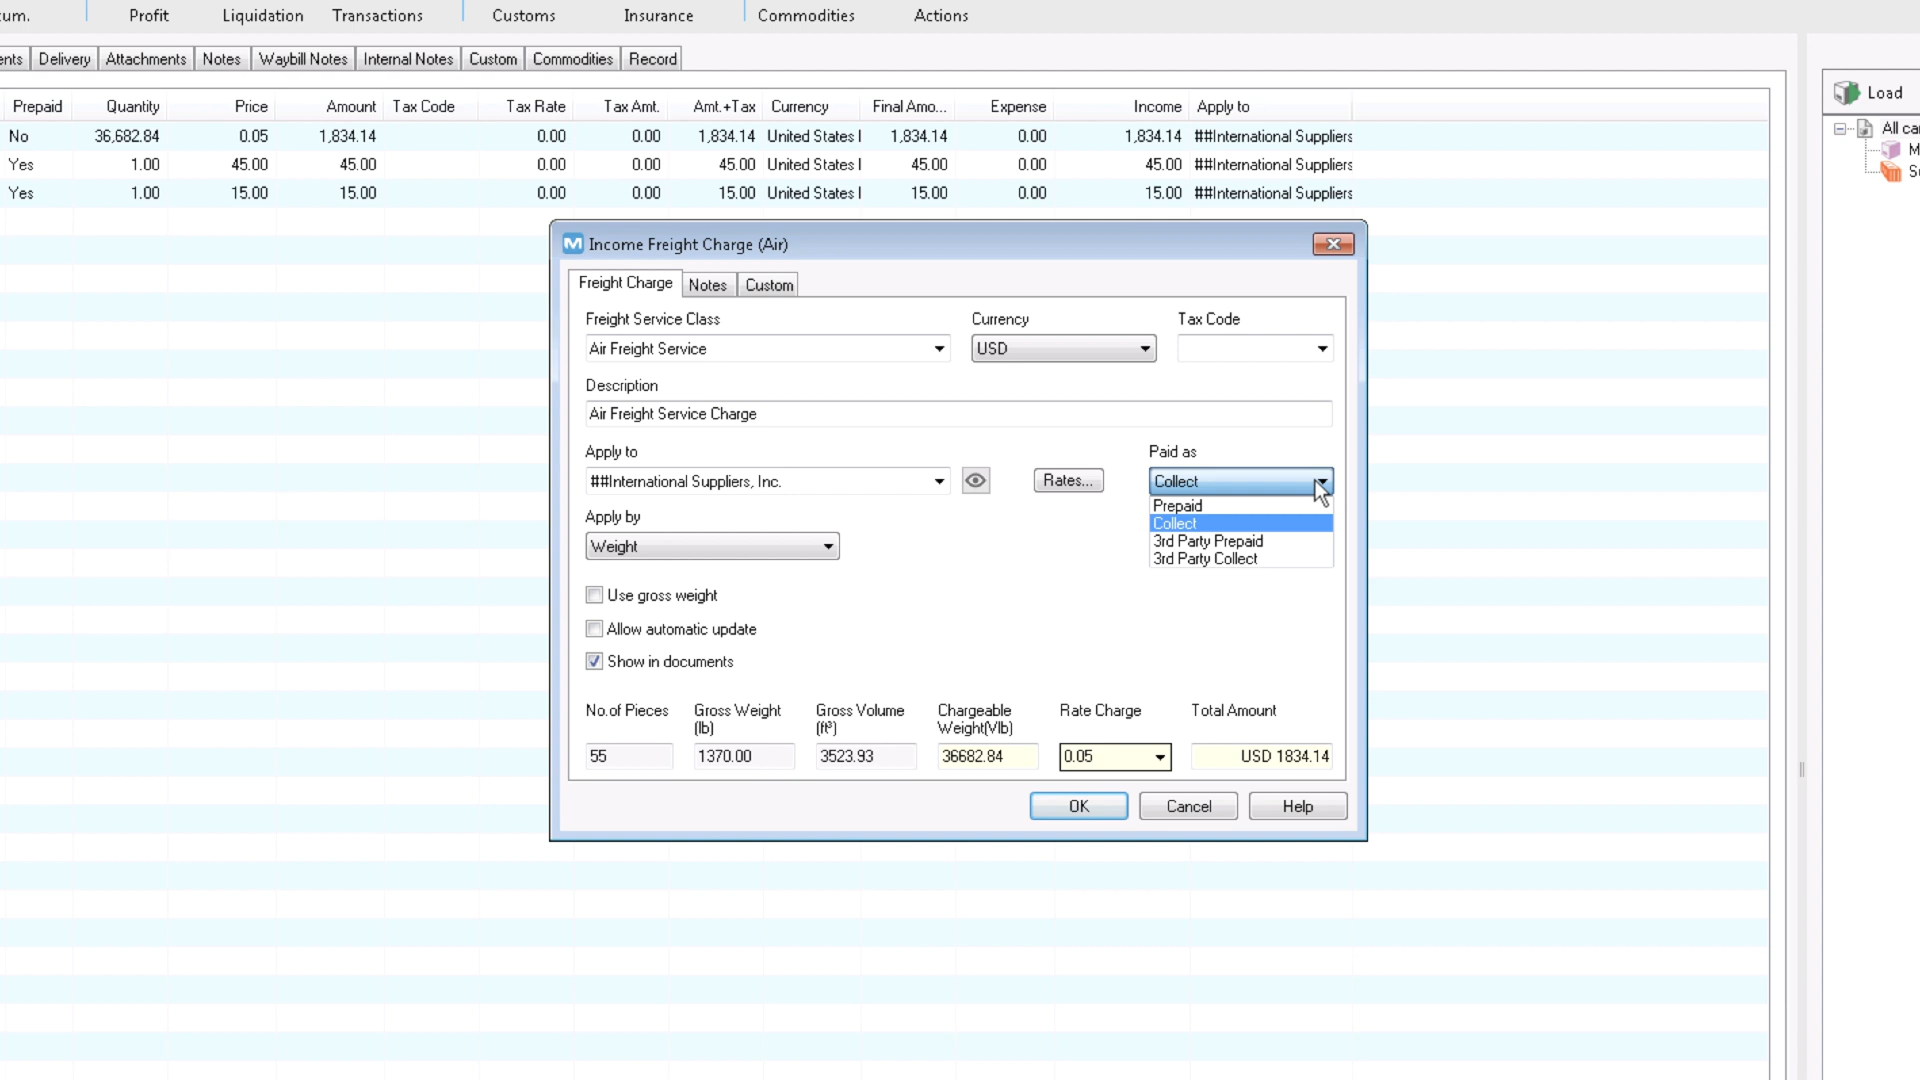 um. Profit Liquidation Transactions Customs Insurance Commodities Actions
ents Delivery Attachments Notes Waybill Notes Internal Notes Custom Commodities Record
Load
Prepaid Quantity Price Amount Tax Code Tax Rate Tax Amt. Amt.+Tax Currency Final Amo... Expense Income Apply to
All ca
No 36,682.84 0.05 1,834.14 0.00 0.00 1,834.14 United States 1,834.14 0.00 1,834.14 ##International Suppliers
M
Yes 1.00 45.00 45.00 0.00 0.00 45.00 United States 45.00 0.00 45.00 ##International Suppliers
S
Yes 1.00 15.00 15.00 0.00 0.00 15.00 United States 15.00 0.00 15.00 ##International Suppliers
M Income Freight Charge (Air)
Freight Charge Notes Custom
Freight Service Class Currency Tax Code
Air Freight Service USD
Description
Air Freight Service Charge
Apply to Paid as
##International Suppliers, Inc. Rates... Collect
Prepaid
Collect
3rd Party Prepaid
3rd Party Collect
Apply by
Weight
Use gross weight
Allow automatic update
Show in documents
No.of Pieces Gross Weight Gross Volume Chargeable Rate Charge Total Amount
(lb) (ft³) Weight(Vlb)
55 1370.00 3523.93 36682.84 0.05 USD 1834.14
OK Cancel Help